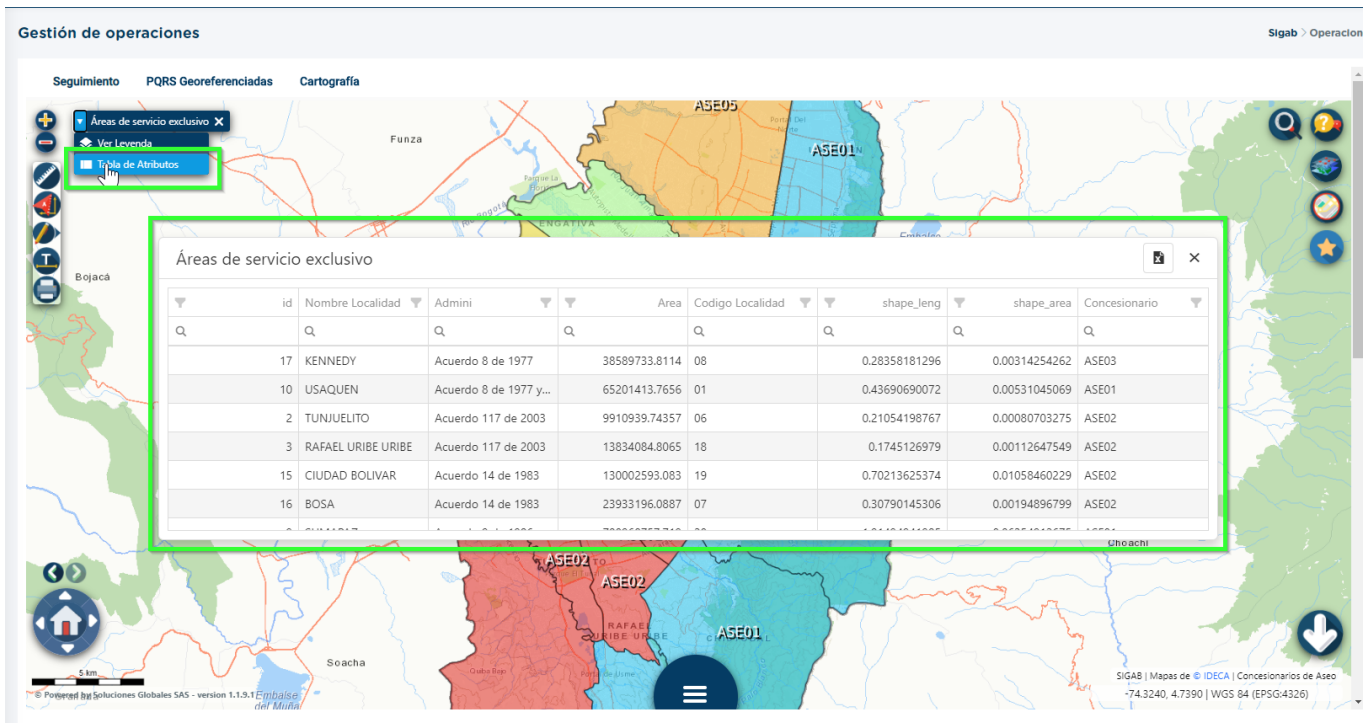 Gestión de operaciones
Sigab > Operacion
Seguimiento PQRS Georeferenciadas Cartografía
Áreas de servicio exclusivo
Ver Leyenda
Tabla de Atributos
Funza
ASE05
ASE01
ENGATIVA
Bojacá
Áreas de servicio exclusivo
id Nombre Localidad Admini Area Codigo Localidad shape_leng shape_area Concesionario
17 KENNEDY Acuerdo 8 de 1977 38589733.8114 08 0.28358181296 0.00314254262 ASE03
10 USAQUEN Acuerdo 8 de 1977 y... 65201413.7656 01 0.43690690072 0.00531045069 ASE01
2 TUNJUELITO Acuerdo 117 de 2003 9910939.74357 06 0.21054198767 0.00080703275 ASE02
3 RAFAEL URIBE URIBE Acuerdo 117 de 2003 13834084.8065 18 0.1745126979 0.00112647549 ASE02
15 CIUDAD BOLIVAR Acuerdo 14 de 1983 130002593.083 19 0.70213625374 0.01058460229 ASE02
16 BOSA Acuerdo 14 de 1983 23933196.0887 07 0.30790145306 0.00194896799 ASE02
Choachí
ASE02
ASE02
RAFAEL
URIBE URIBE
ASE01
Soacha
5 km
© Powered by Soluciones Globales SAS - version 1.1.9.1
Embalse
del Muña
SIGAB | Mapas de © IDECA | Concesionarios de Aseo
-74.3240, 4.7390 | WGS 84 (EPSG:4326)